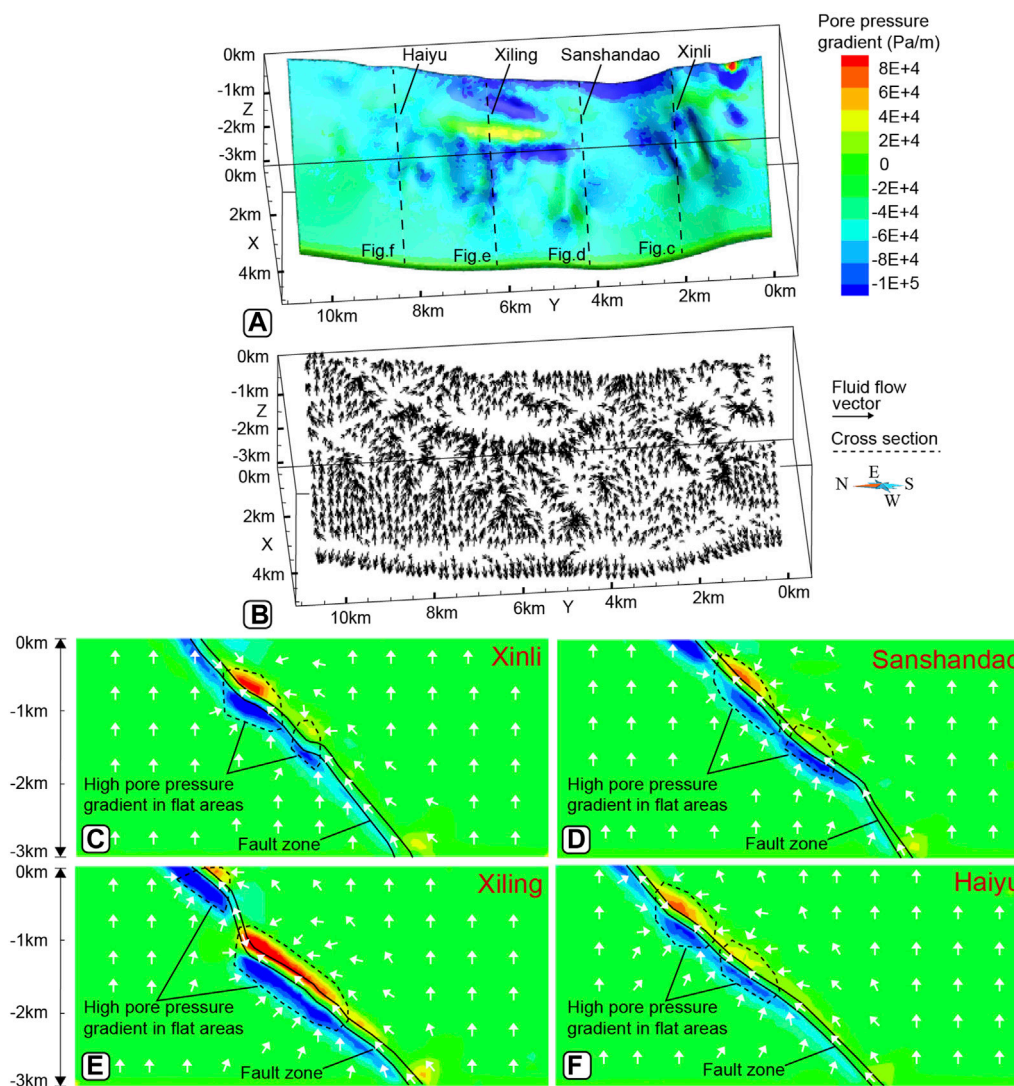 Pore pressure
gradient (Pa/m)
8E+4
6E+4
4E+4
2E+4
0
-2E+4
-4E+4
-6E+4
-8E+4
-1E+5
Haiyu
Xiling
Sanshandao
Xinli
0km
-1km
Z
-2km
-3km
0km
2km
X
4km
Fig.f
Fig.e
Fig.d
Fig.c
10km
8km
6km
Y
4km
2km
0km
A
0km
-1km
Z
-2km
-3km
0km
2km
X
4km
10km
8km
6km
Y
4km
2km
0km
B
Fluid flow
vector
Cross section
E
N
S
W
0km
-1km
-2km
-3km
Xinli
High pore pressure
gradient in flat areas
Fault zone
C
Sanshandao
High pore pressure
gradient in flat areas
Fault zone
D
0km
-1km
-2km
-3km
Xiling
High pore pressure
gradient in flat areas
Fault zone
E
Haiyu
High pore pressure
gradient in flat areas
Fault zone
F